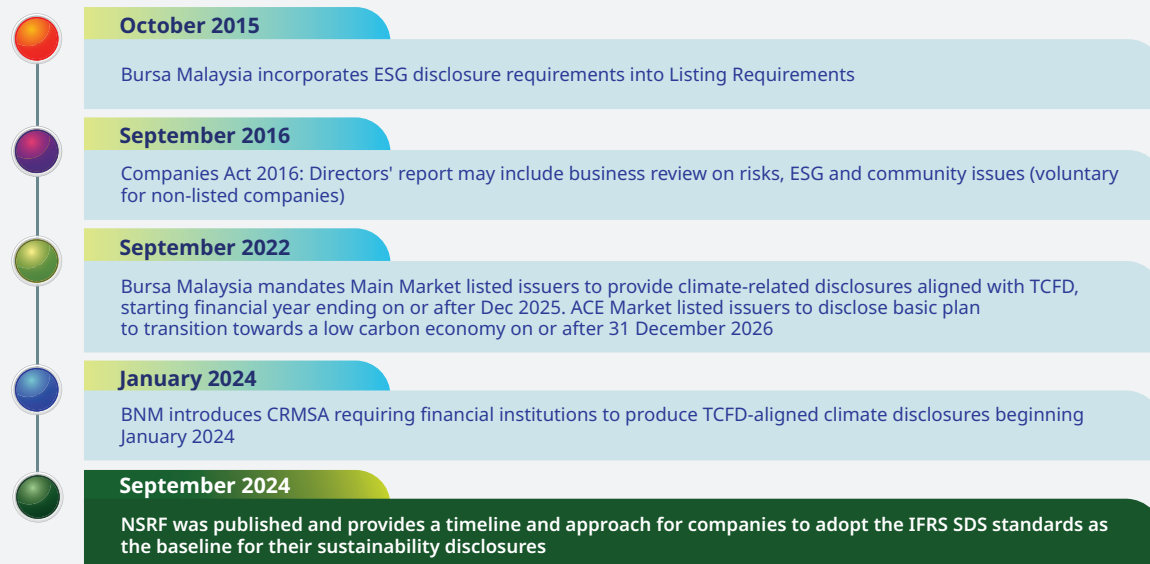 October 2015
Bursa Malaysia incorporates ESG disclosure requirements into Listing Requirements
September 2016
Companies Act 2016: Directors' report may include business review on risks, ESG and community issues (voluntary
for non-listed companies)
September 2022
Bursa Malaysia mandates Main Market listed issuers to provide climate-related disclosures aligned with TCFD,
starting financial year ending on or after Dec 2025. ACE Market listed issuers to disclose basic plan
to transition towards a low carbon economy on or after 31 December 2026
January 2024
BNM introduces CRMSA requiring financial institutions to produce TCFD-aligned climate disclosures beginning
January 2024
September 2024
NSRF was published and provides a timeline and approach for companies to adopt the IFRS SDS standards as
the baseline for their sustainability disclosures